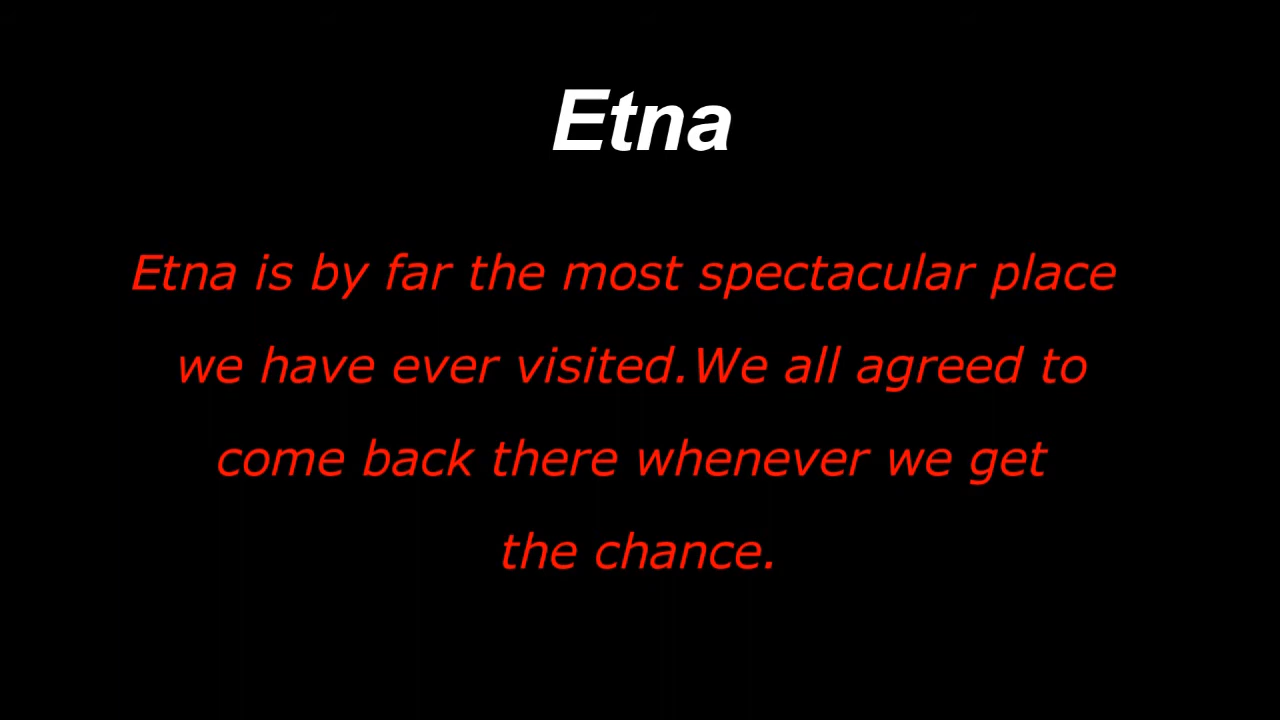 Etna
Etna is by far the most spectacular place
we have ever visited.We all agreed to
come back there whenever we get
the chance.